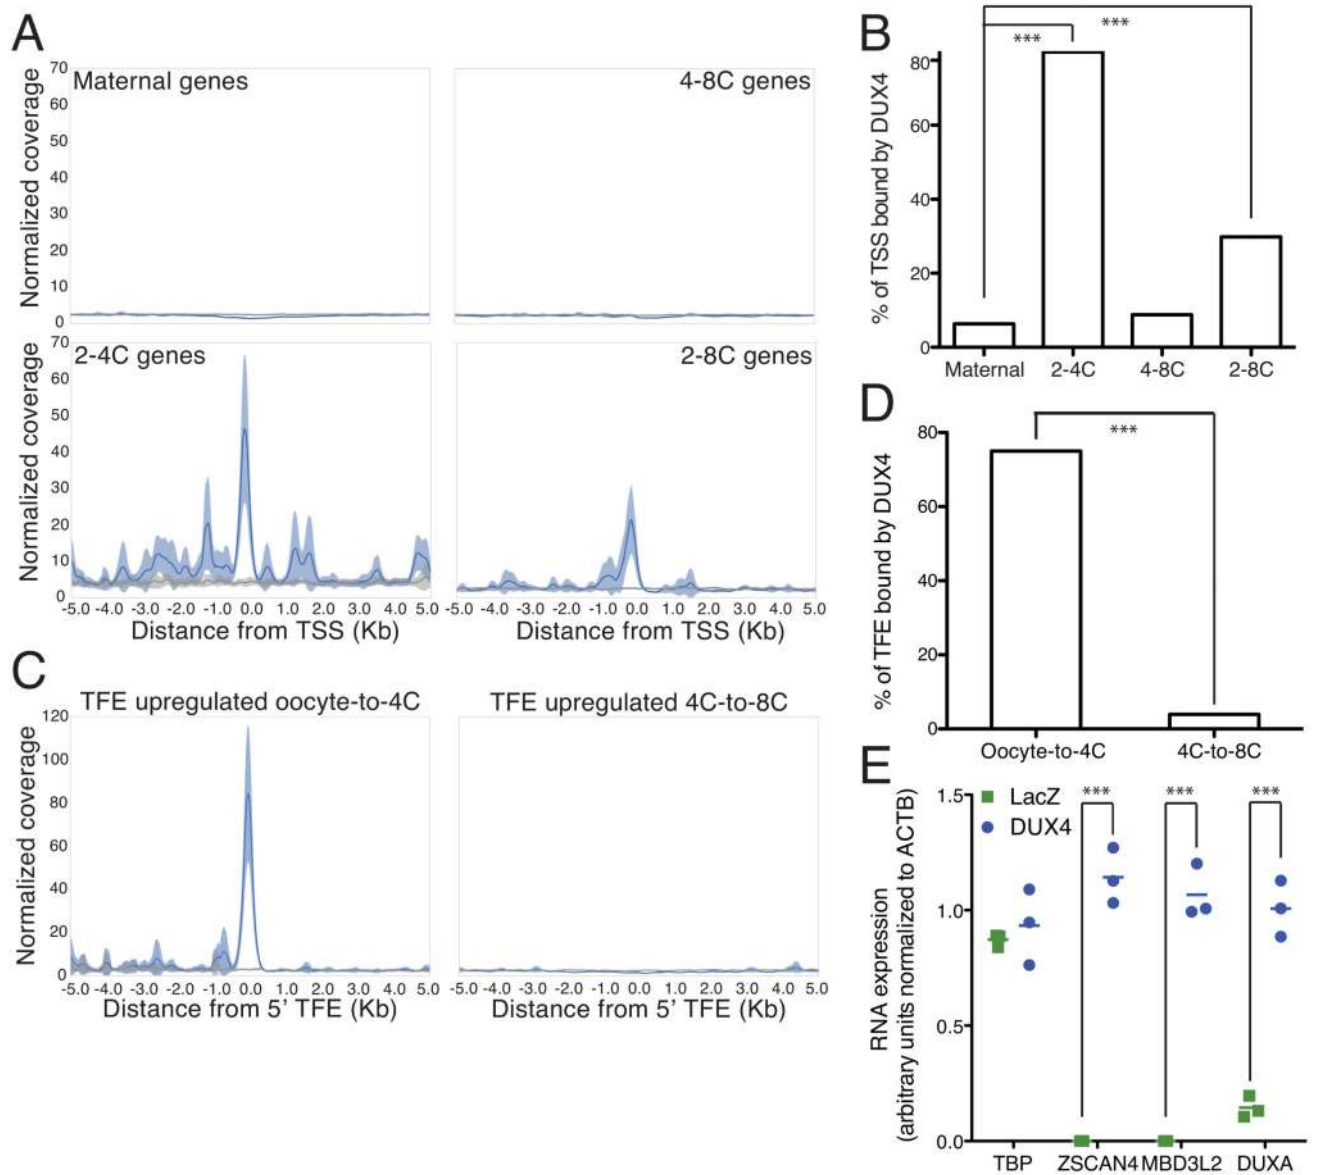 A
Normalized coverage
70
60
50
40
30
20
10
0
Maternal genes
4-8C genes
Normalized coverage
70
60
50
40
30
20
10
0
2-4C genes
2-8C genes
-5.0 -4.0 -3.0 -2.0 -1.0 0.0 1.0 2.0 3.0 4.0 5.0
-5.0 -4.0 -3.0 -2.0 -1.0 0.0 1.0 2.0 3.0 4.0 5.0
Distance from TSS (Kb)
Distance from TSS (Kb)
B
***
***
% of TSS bound by DUX4
80
60
40
20
0
Maternal 2-4C 4-8C 2-8C
C
TFE upregulated oocyte-to-4C
TFE upregulated 4C-to-8C
Normalized coverage
120
100
80
60
40
20
0
-5.0 -4.0 -3.0 -2.0 -1.0 0.0 1.0 2.0 3.0 4.0 5.0
-5.0 -4.0 -3.0 -2.0 -1.0 0.0 1.0 2.0 3.0 4.0 5.0
Distance from 5' TFE (Kb)
Distance from 5' TFE (Kb)
D
***
% of TFE bound by DUX4
80
60
40
20
0
Oocyte-to-4C 4C-to-8C
E
RNA expression
(arbitrary units normalized to ACTB)
1.5
1.0
0.5
0.0
LacZ
DUX4
*** *** ***
TBP ZSCAN4 MBD3L2 DUXA